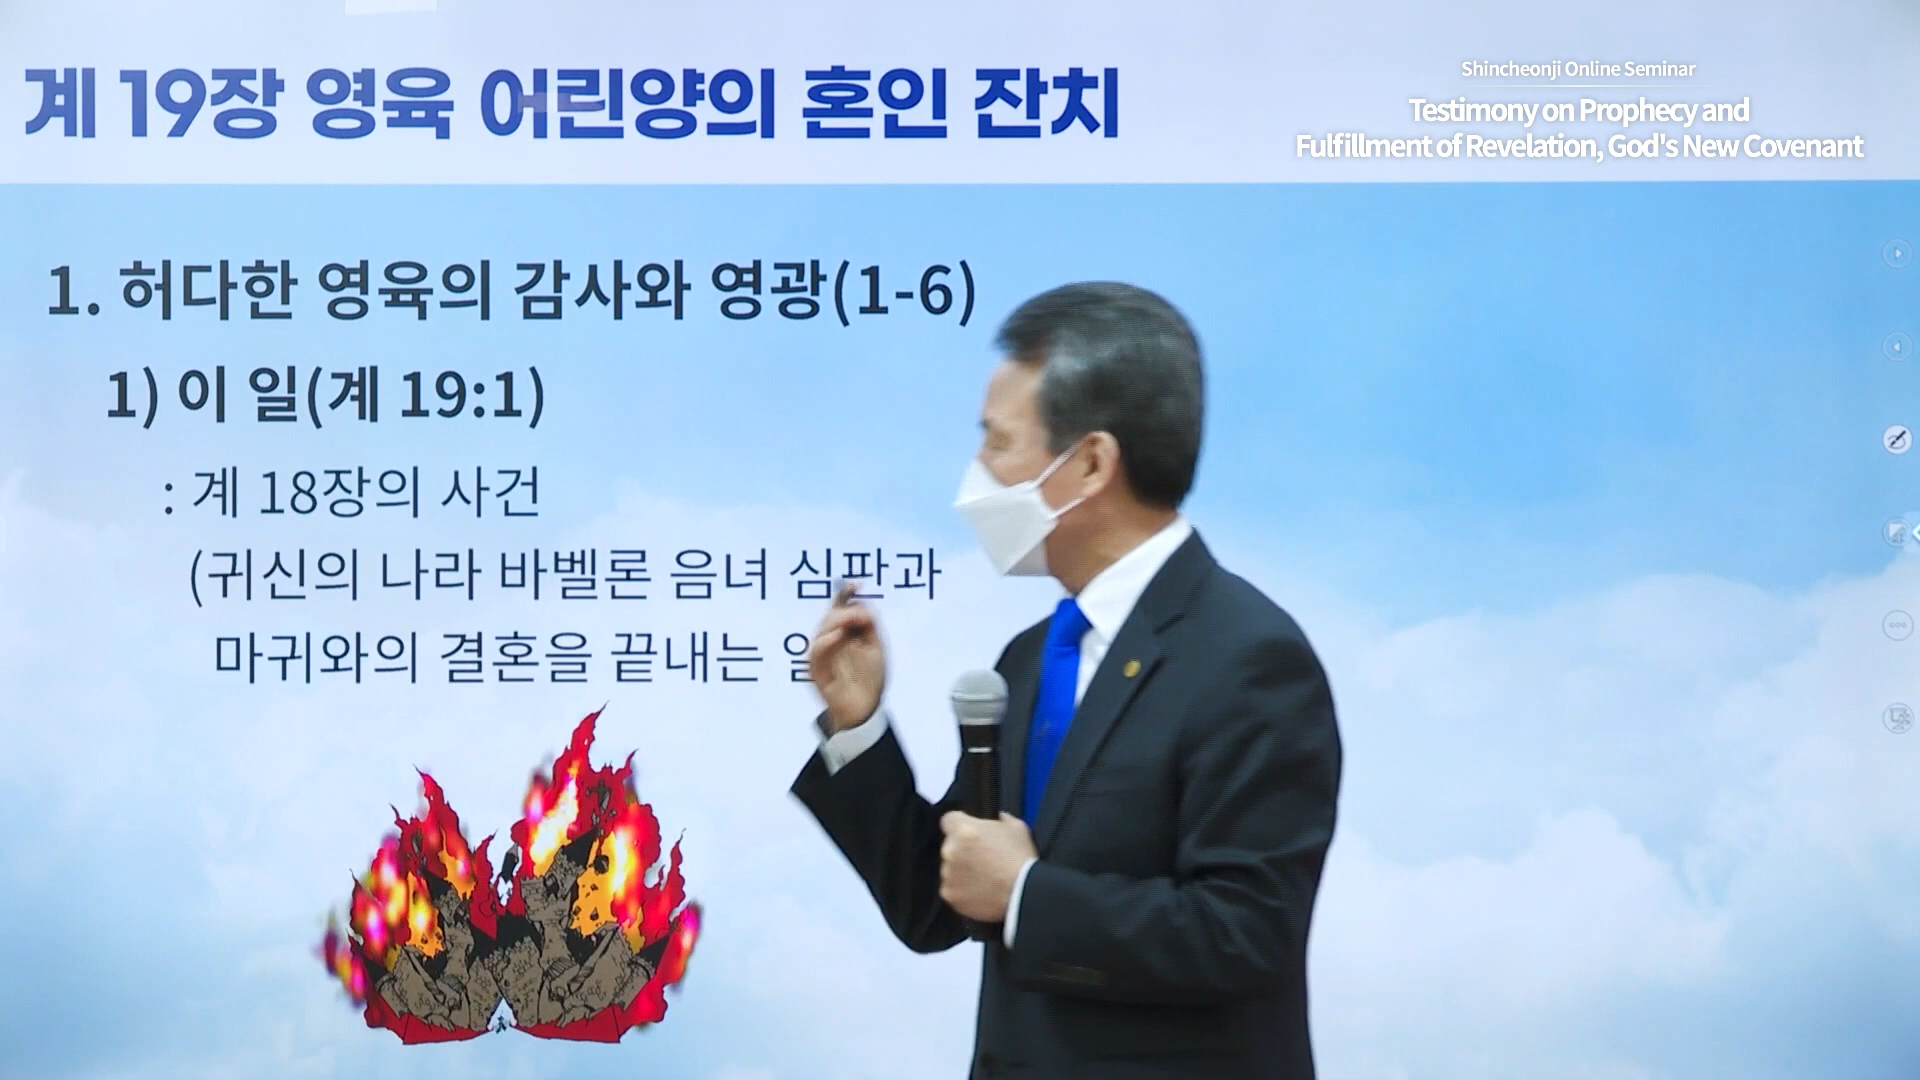 계 19장 영육 어린양의 혼인 잔치
Shincheonji Online Seminar
Testimony on Prophecy and
Fulfillment of Revelation, God's New Covenant
1. 허다한 영육의 감사와 영광(1-6)
1) 이 일(계 19:1)
: 계 18장의 사건
(귀신의 나라 바벨론 음녀 심판과
마귀와의 결혼을 끝내는